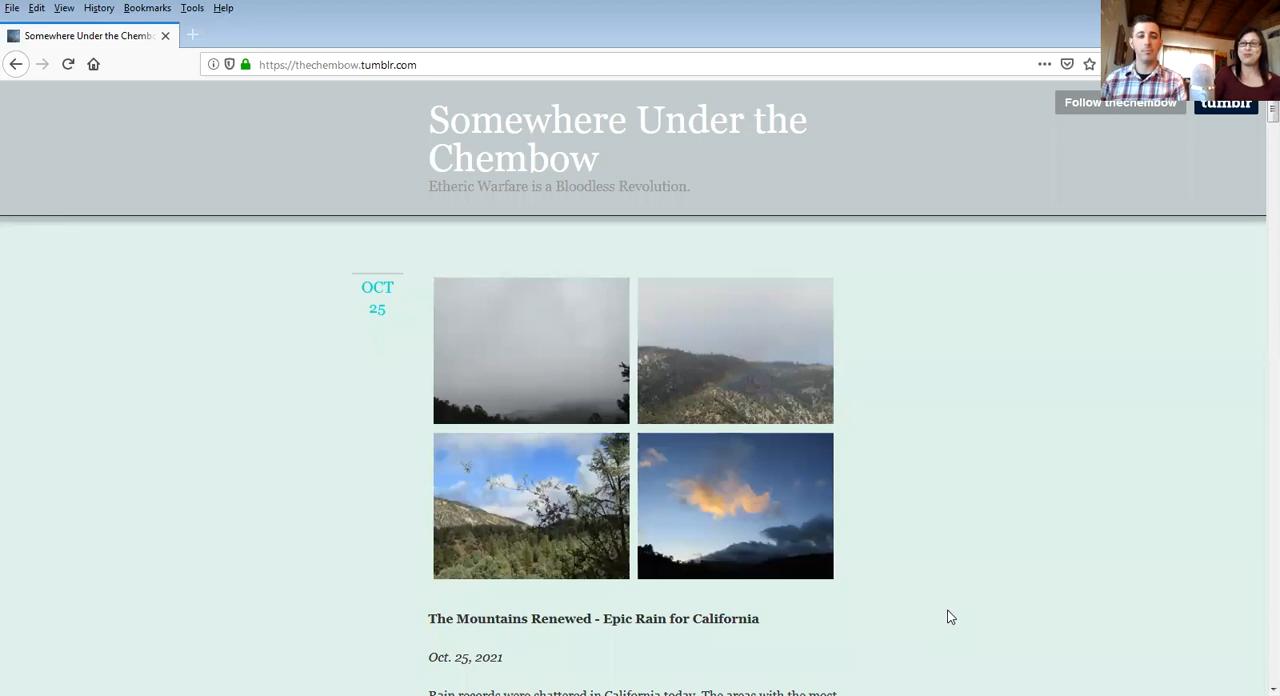 File Edit View History Bookmarks Tools Help
Somewhere Under the Chembo
https://thechembow.tumblr.com
Follow thechembow tumblr
Somewhere Under the
Chembow
Etheric Warfare is a Bloodless Revolution.
OCT
25
The Mountains Renewed - Epic Rain for California
Oct. 25, 2021
Rain records were shattered in California today. The areas with the most